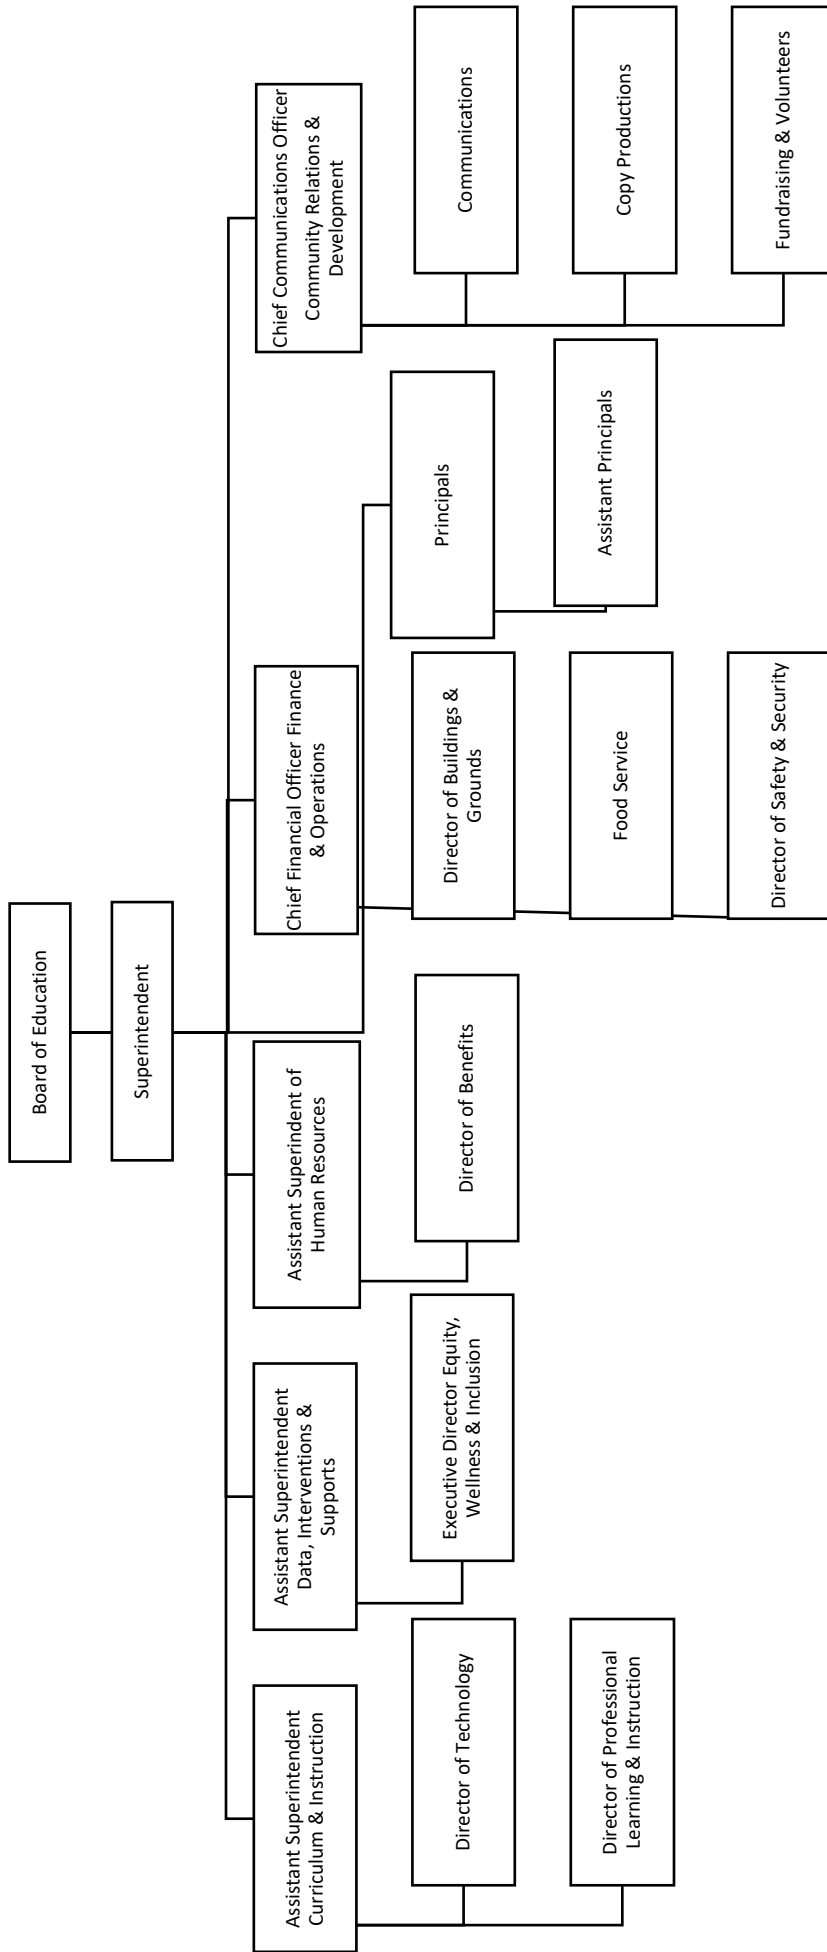 Board of Education
Superintendent
Assistant Superintendent
Curriculum & Instruction
Director of Technology
Director of Professional
Learning & Instruction
Assistant Superintendent
Data, Interventions &
Supports
Executive Director Equity,
Wellness & Inclusion
Assistant Superindent of
Human Resources
Director of Benefits
Chief Financial Officer Finance
& Operations
Director of Buildings &
Grounds
Food Service
Director of Safety & Security
Principals
Assistant Principals
Chief Communications Officer
Community Relations &
Development
Communications
Copy Productions
Fundraising & Volunteers